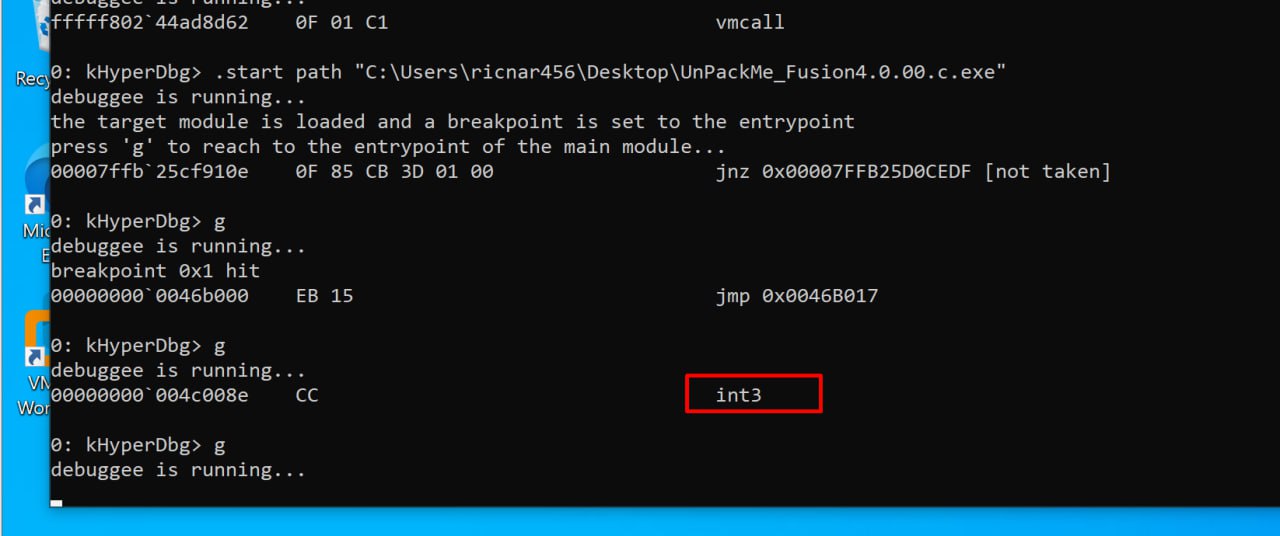 debuggee is running...
fffff802`44ad8d62    0F 01 C1    vmcall
0: kHyperDbg> .start path "C:\Users\ricnar456\Desktop\UnPackMe_Fusion4.0.00.c.exe"
debuggee is running...
the target module is loaded and a breakpoint is set to the entrypoint
press 'g' to reach to the entrypoint of the main module...
00007ffb`25cf910e    0F 85 CB 3D 01 00    jnz 0x00007FFB25D0CEDF [not taken]
0: kHyperDbg> g
debuggee is running...
breakpoint 0x1 hit
00000000`0046b000    EB 15    jmp 0x0046B017
0: kHyperDbg> g
debuggee is running...
00000000`004c008e    CC    int3
0: kHyperDbg> g
debuggee is running...
Recy
Mic
E
VM
Wor